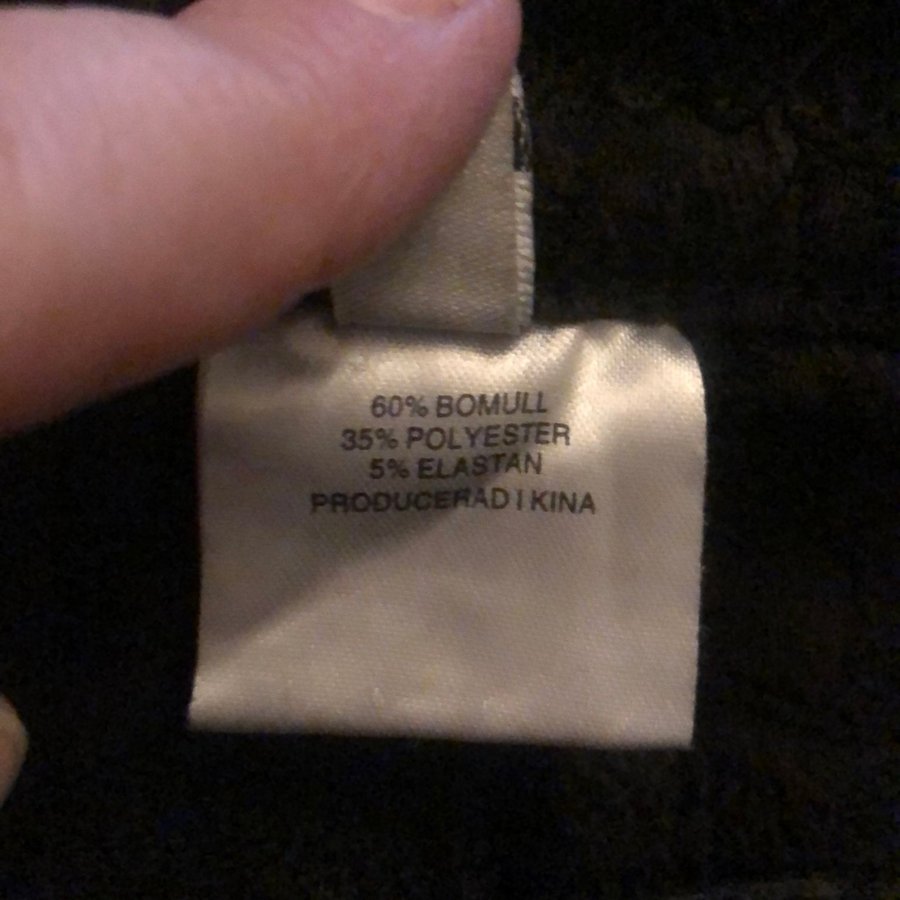 60% BOMULL
35% POLYESTER
5% ELASTAN
PRODUCERAD I KINA